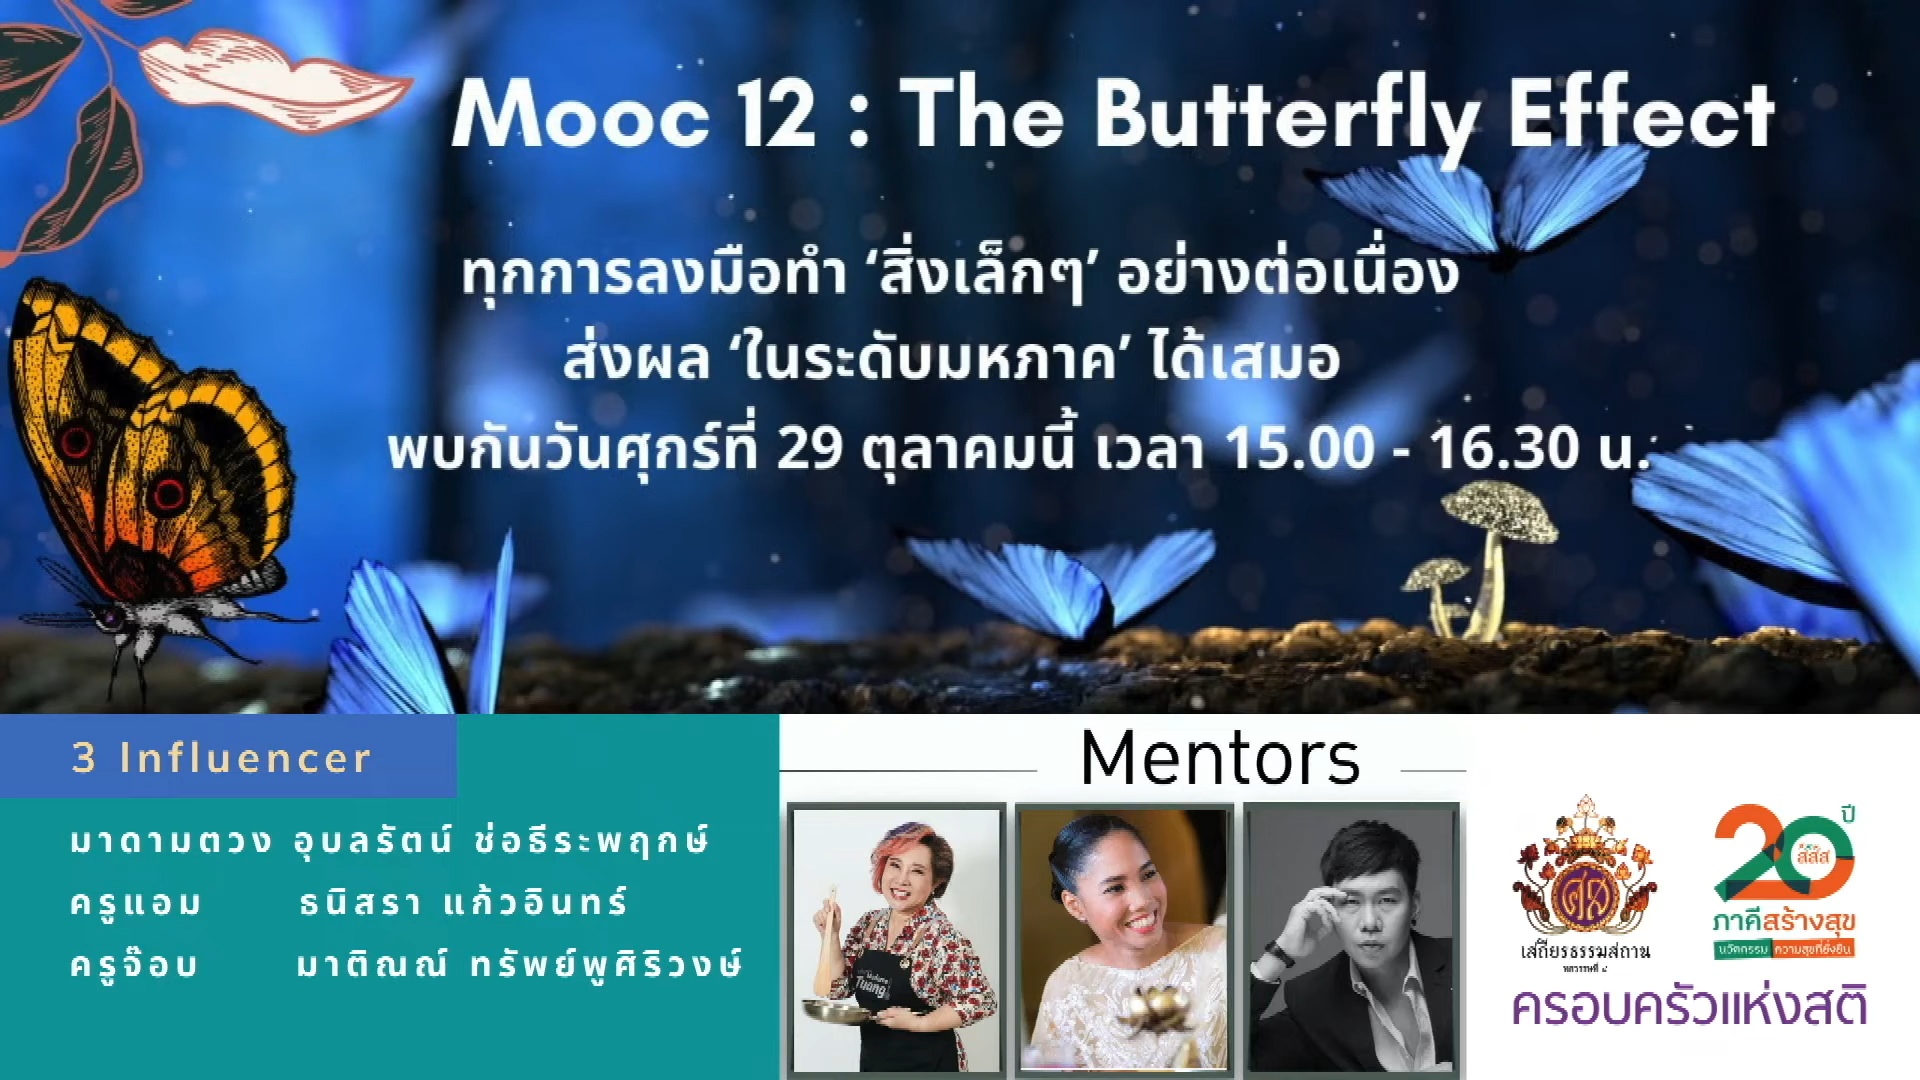 Mooc 12 : The Butterfly Effect
ทุกการลงมือทำ ‘สิ่งเล็กๆ’ อย่างต่อเนื่อง
ส่งผล ‘ในระดับมหภาค’ ได้เสมอ
พบกันวันศุกร์ที่ 29 ตุลาคมนี้ เวลา 15.00 - 16.30 น.
3 Influencer
มาดามตวง อุบลรัตน์ ช่อธีระพฤกษ์
ครูแอม ธนิสรา แก้วอินทร์
ครูจ๊อบ มาติณณ์ ทรัพย์พูศิริวงษ์
Mentors
Tuang
เสถียรธรรมสถาน
ทศวรรษที่ ๔
20 ปี
สสส
ภาคีสร้างสุข
นวัตกรรม ความสุขที่ยั่งยืน
ครอบครัวแห่งสติ